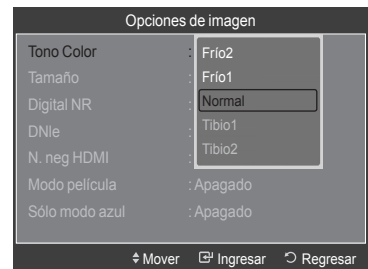 Opciones de imagen
Tono Color : Frío2
Tamaño : Frío1
Digital NR : Normal
DNIe : Tibio1
N. neg HDMI : Tibio2
Modo película : Apagado
Sólo modo azul : Apagado
Mover Ingresar Regresar